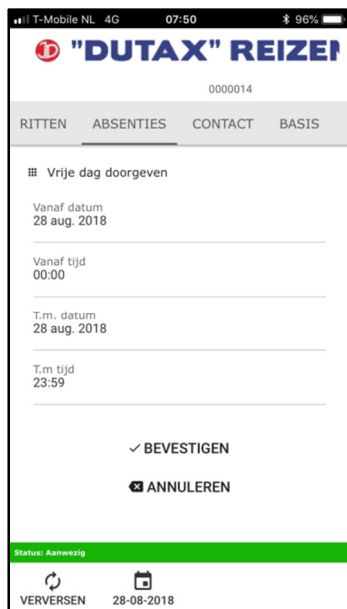 T-Mobile NL 4G 07:50 96%
JD "DUTAX" REIZEN
0000014
RITTEN ABSENTIES CONTACT BASIS
Vrije dag doorgeven
Vanaf datum
28 aug. 2018
Vanaf tijd
00:00
T.m. datum
28 aug. 2018
T.m tijd
23:59
BEVESTIGEN
ANNULEREN
Status: Aanwezig
VERVERSEN 28-08-2018